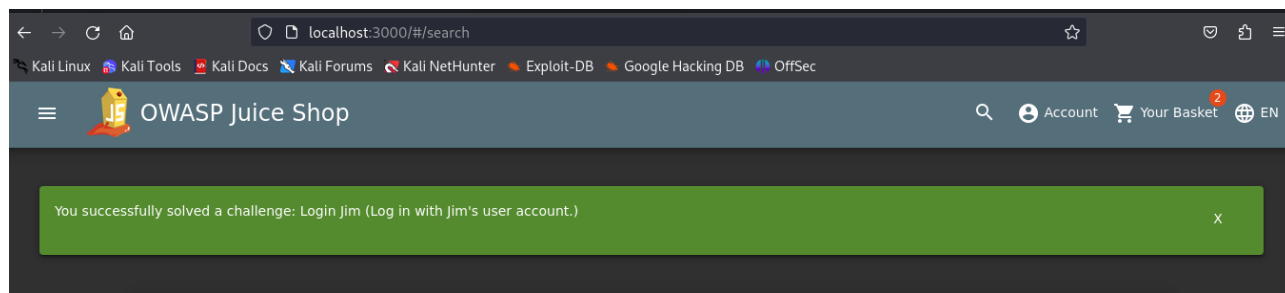 localhost:3000/#/search
Kali Linux Kali Tools Kali Docs Kali Forums Kali NetHunter Exploit-DB Google Hacking DB OffSec
OWASP Juice Shop Account Your Basket 2 EN
You successfully solved a challenge: Login Jim (Log in with Jim's user account.) X